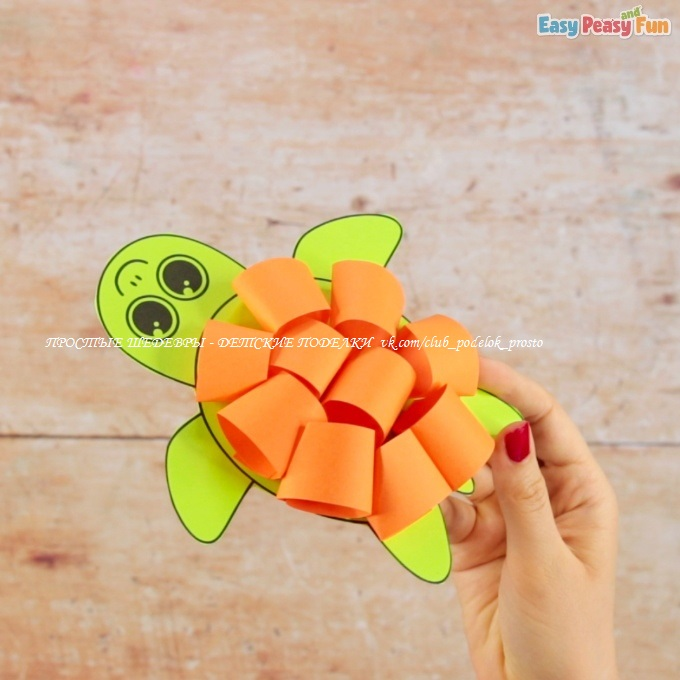 Easy Peasy and Fun
ПРОСТЫЕ ШЕДЕВРЫ - ДЕТСКИЕ ПОДЕЛКИ vk.com/club_podelok_prosto